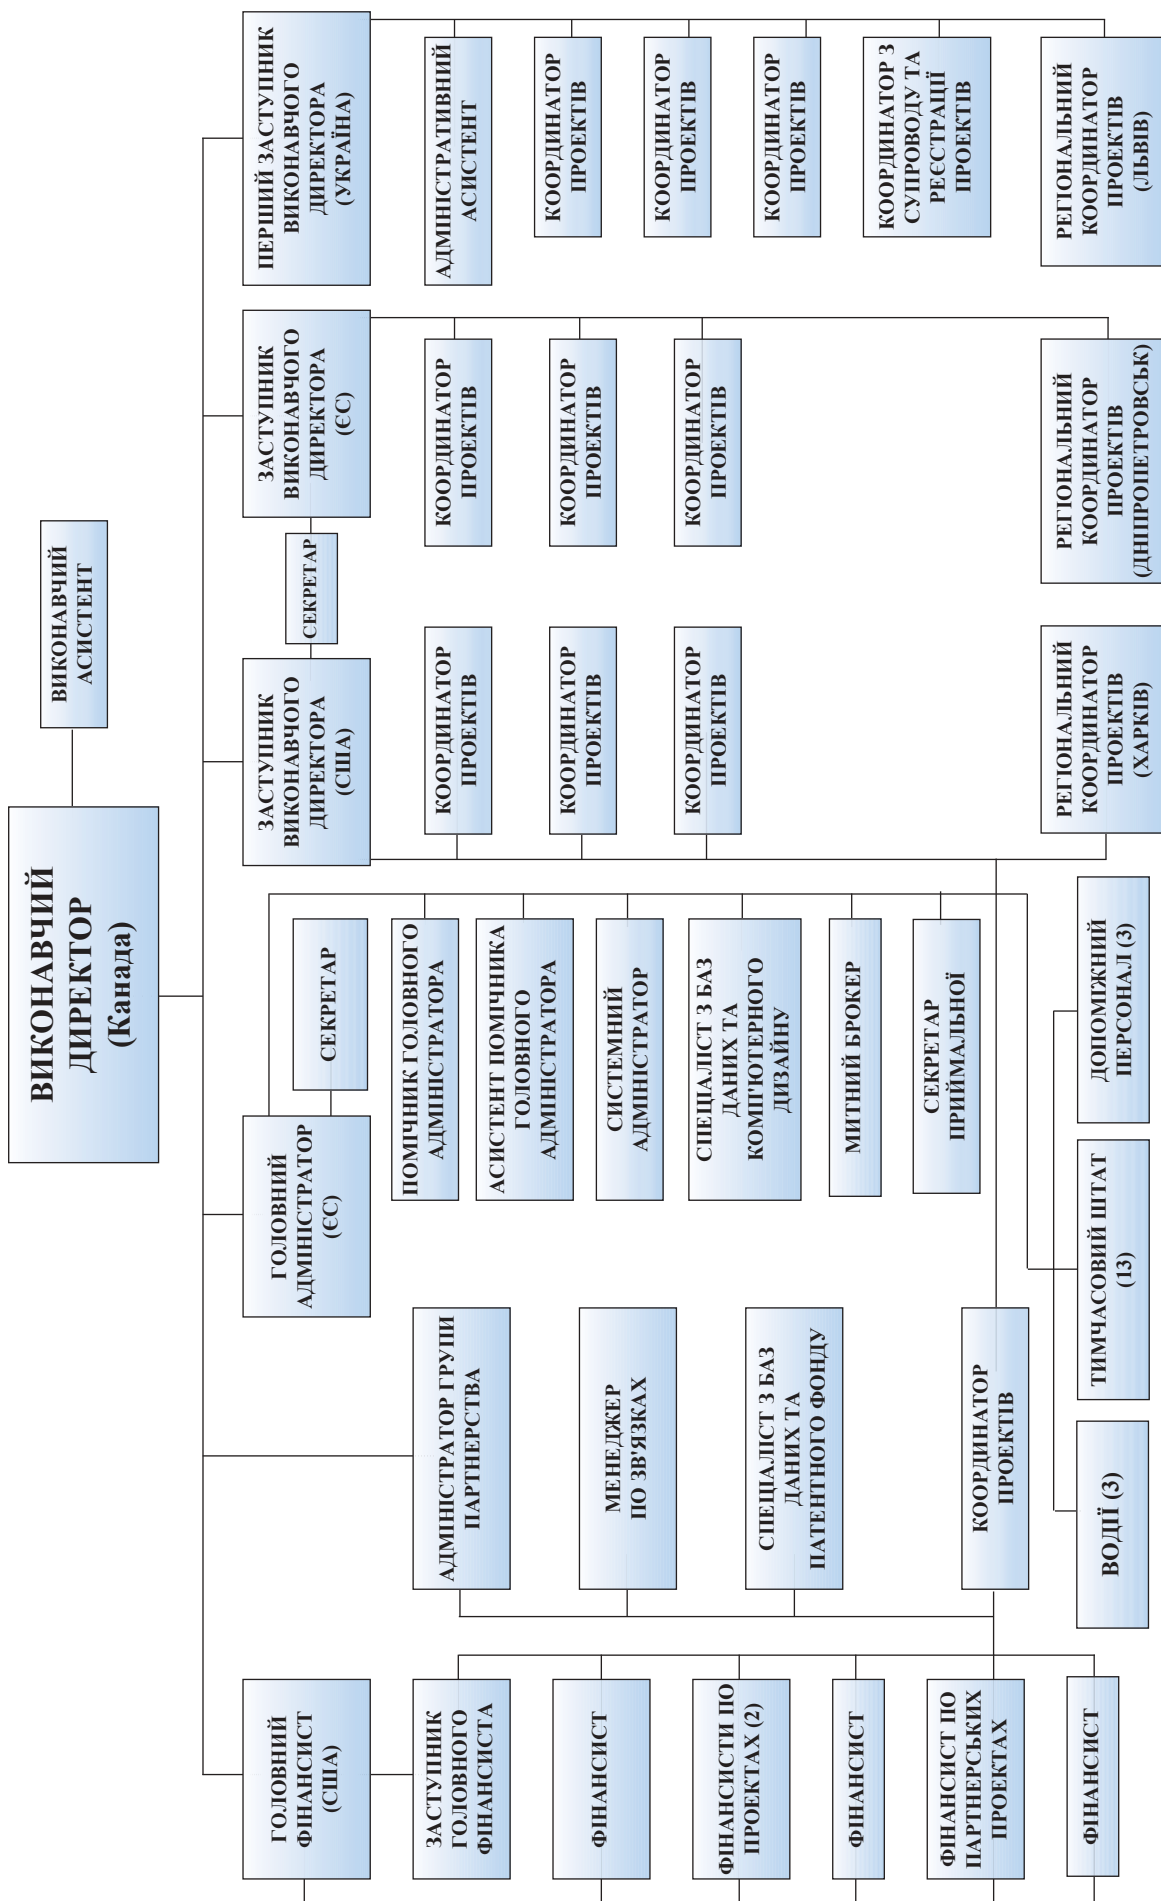 ВИКОНАВЧИЙ
ДИРЕКТОР
(Канада)
ВИКОНАВЧИЙ
АСИСТЕНТ
ГОЛОВНИЙ
ФІНАНСИСТ
(США)
ГОЛОВНИЙ
АДМІНІСТРАТОР
(ЄС)
СЕКРЕТАР
ЗАСТУПНИК
ВИКОНАВЧОГО
ДИРЕКТОРА
(США)
СЕКРЕТАР
ЗАСТУПНИК
ВИКОНАВЧОГО
ДИРЕКТОРА
(ЄС)
ПЕРШИЙ ЗАСТУПНИК
ВИКОНАВЧОГО
ДИРЕКТОРА
(УКРАЇНА)
ЗАСТУПНИК
ГОЛОВНОГО
ФІНАНСИСТА
ФІНАНСИСТ
ФІНАНСИСТИ ПО
ПРОЕКТАХ (2)
ФІНАНСИСТ
ФІНАНСИСТ ПО
ПАРТНЕРСЬКИХ
ПРОЕКТАХ
ФІНАНСИСТ
АДМІНІСТРАТОР ГРУПИ
ПАРТНЕРСТВА
МЕНЕДЖЕР
ПО ЗВ'ЯЗКАХ
СПЕЦІАЛІСТ З БАЗ
ДАНИХ ТА
ПАТЕНТНОГО ФОНДУ
КООРДИНАТОР
ПРОЕКТІВ
ПОМІЧНИК ГОЛОВНОГО
АДМІНІСТРАТОРА
АСИСТЕНТ ПОМІЧНИКА
ГОЛОВНОГО
АДМІНІСТРАТОРА
СИСТЕМНИЙ
АДМІНІСТРАТОР
СПЕЦІАЛІСТ З БАЗ
ДАНИХ ТА
КОМП'ЮТЕРНОГО
ДИЗАЙНУ
МИТНИЙ БРОКЕР
СЕКРЕТАР
ПРИЙМАЛЬНОЇ
ВОДІЇ (3)
ТИМЧАСОВИЙ ШТАТ
(13)
ДОПОМІЖНИЙ
ПЕРСОНАЛ (3)
КООРДИНАТОР
ПРОЕКТІВ
КООРДИНАТОР
ПРОЕКТІВ
КООРДИНАТОР
ПРОЕКТІВ
РЕГІОНАЛЬНИЙ
КООРДИНАТОР
ПРОЕКТІВ
(ХАРКІВ)
КООРДИНАТОР
ПРОЕКТІВ
КООРДИНАТОР
ПРОЕКТІВ
КООРДИНАТОР
ПРОЕКТІВ
РЕГІОНАЛЬНИЙ
КООРДИНАТОР
ПРОЕКТІВ
(ДНІПРОПЕТРОВСЬК)
АДМІНІСТРАТИВНИЙ
АСИСТЕНТ
КООРДИНАТОР
ПРОЕКТІВ
КООРДИНАТОР
ПРОЕКТІВ
КООРДИНАТОР
ПРОЕКТІВ
КООРДИНАТОР З
СУПРОВОДУ ТА
РЕЄСТРАЦІЇ
ПРОЕКТІВ
РЕГІОНАЛЬНИЙ
КООРДИНАТОР
ПРОЕКТІВ
(ЛЬВІВ)